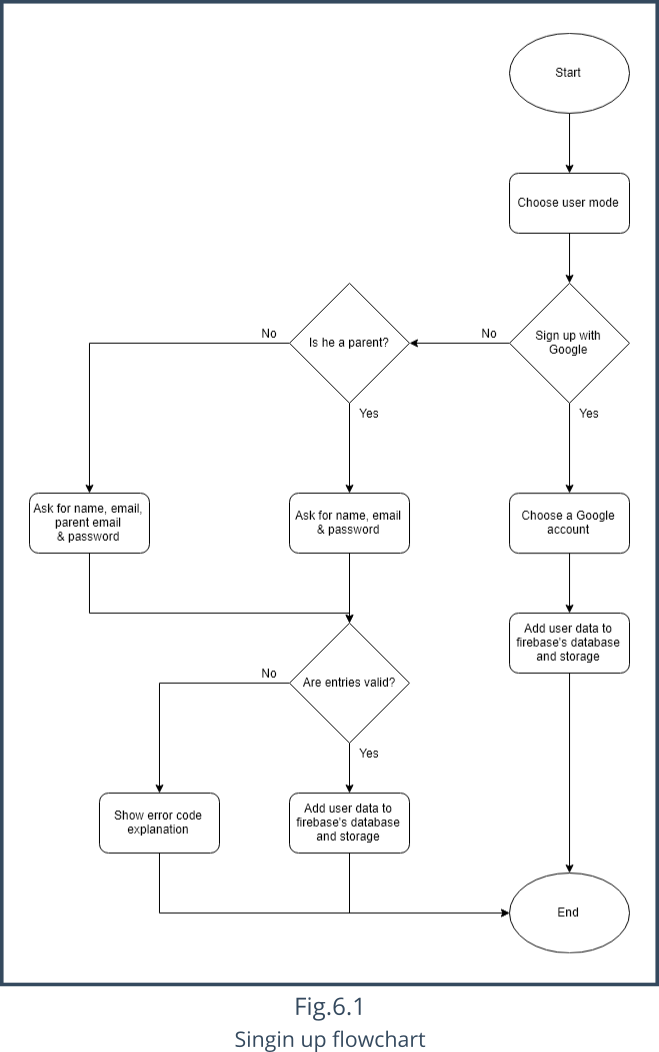 Start
Choose user mode
Sign up with
Google
No
Is he a parent?
No
Yes
Yes
Ask for name, email,
parent email
& password
Ask for name, email
& password
Choose a Google
account
Add user data to
firebase's database
and storage
Are entries valid?
No
Yes
Show error code
explanation
Add user data to
firebase's database
and storage
End
Fig.6.1
Singin up flowchart